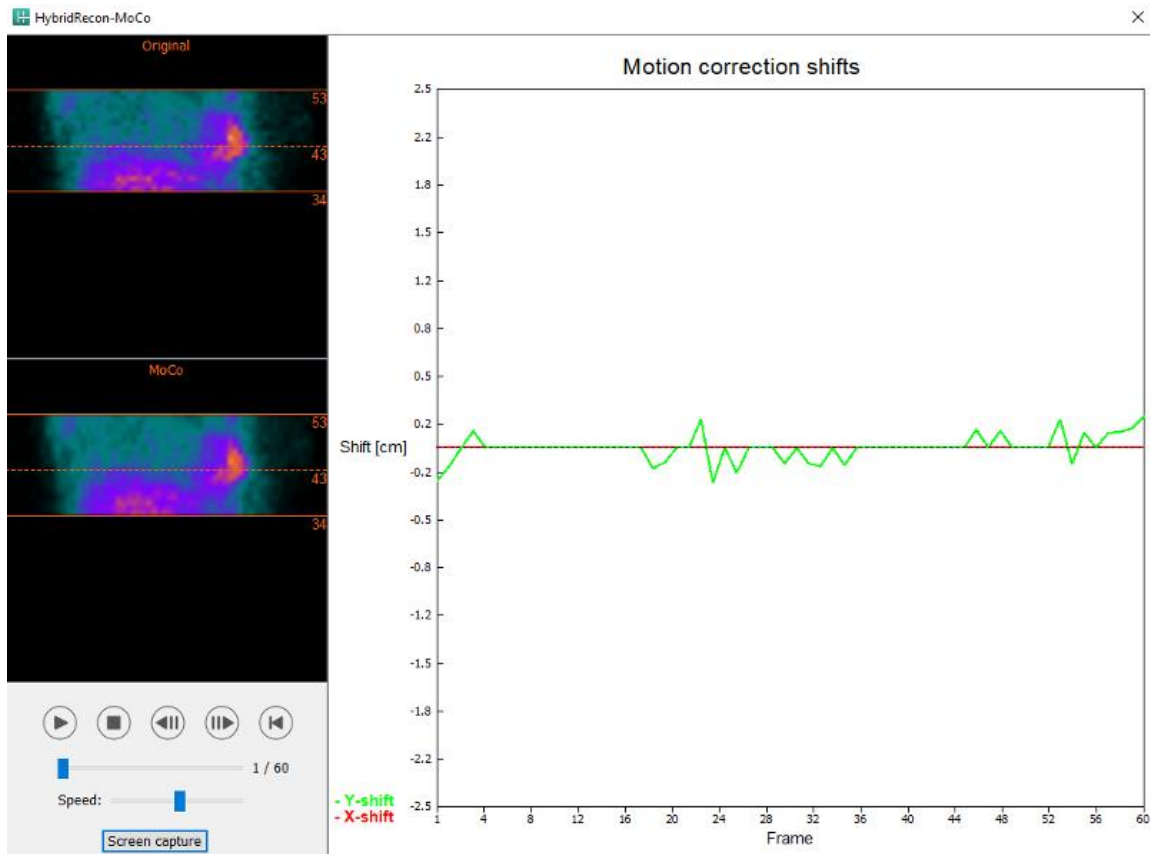 HybridRecon-MoCo
Original
53
43
34
MoCo
53
43
34
1 / 60
Speed:
Screen capture
Motion correction shifts
2.5
2.2
1.8
1.5
1.2
0.8
0.5
0.2
Shift [cm]
-0.2
-0.5
-0.8
-1.2
-1.5
-1.8
-2.2
-2.5
- Y-shift
- X-shift
1 4 8 12 16 20 24 28 32 36 40 44 48 52 56 60
Frame